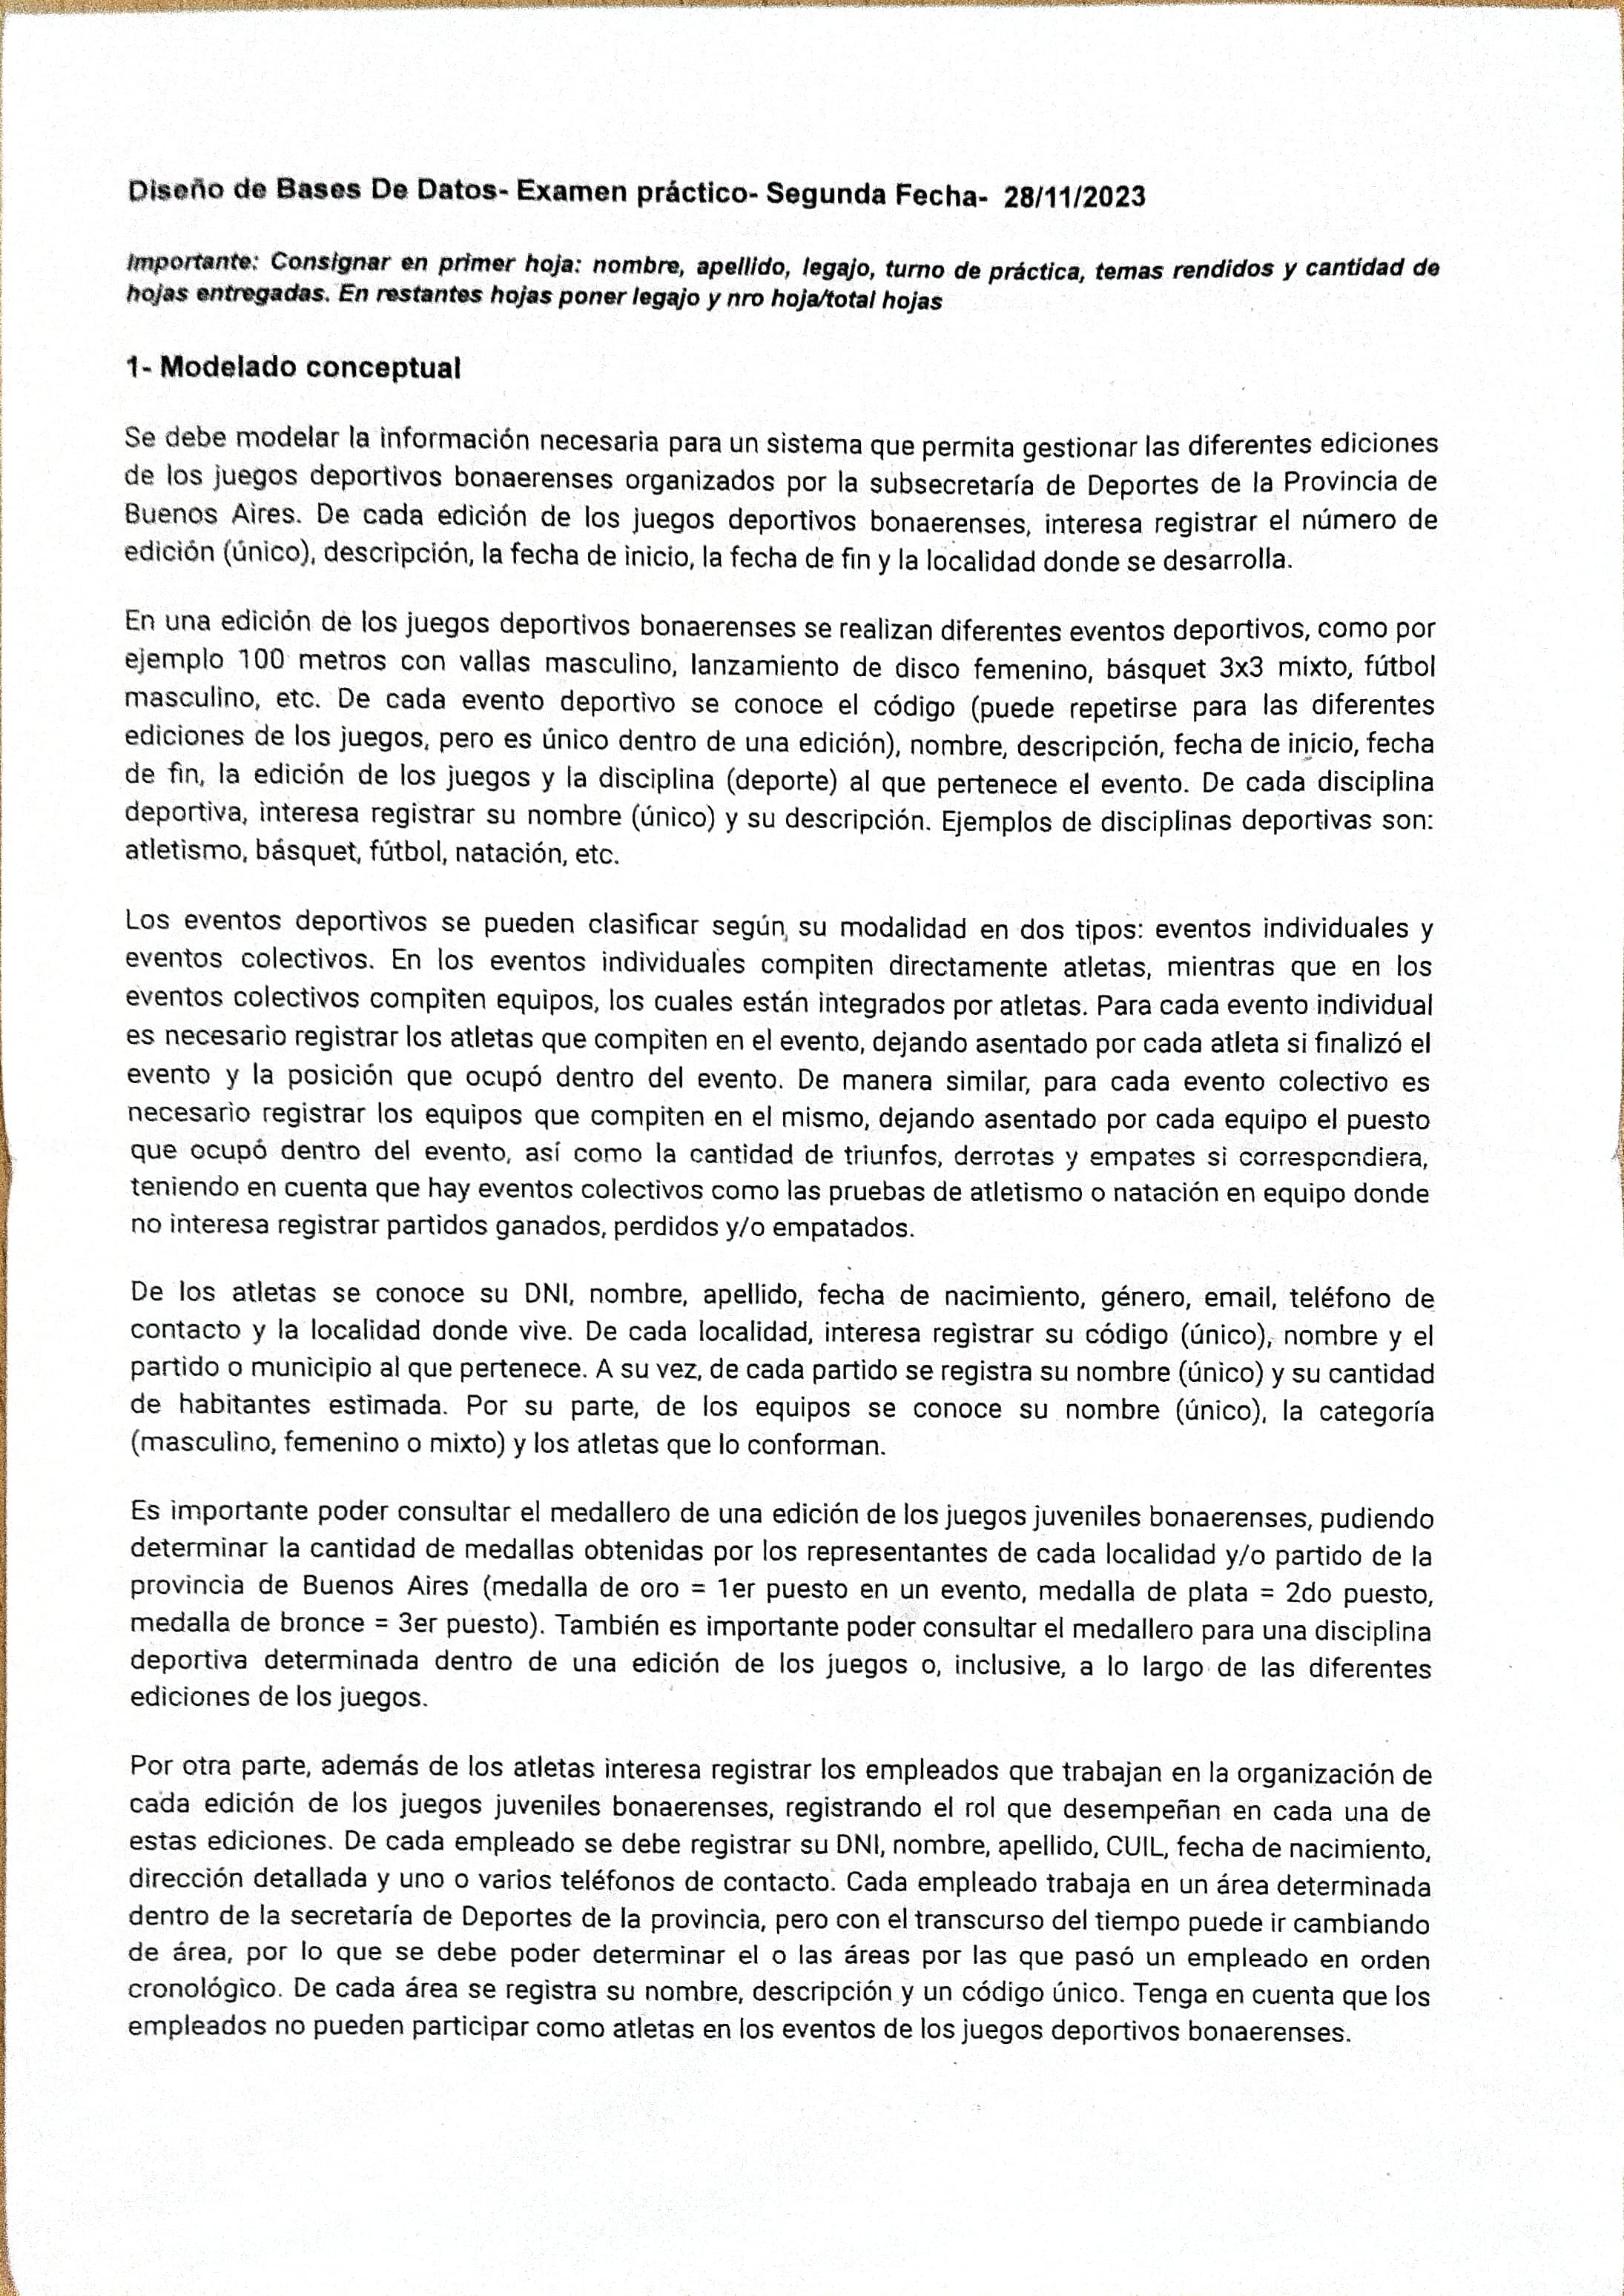 Diseño de Bases De Datos- Examen práctico- Segunda Fecha- 28/11/2023
Importante: Consignar en primer hoja: nombre, apellido, legajo, turno de práctica, temas rendidos y cantidad de
hojas entregadas. En restantes hojas poner legajo y nro hoja/total hojas
1- Modelado conceptual
Se debe modelar la información necesaria para un sistema que permita gestionar las diferentes ediciones
de los juegos deportivos bonaerenses organizados por la subsecretaría de Deportes de la Provincia de
Buenos Aires. De cada edición de los juegos deportivos bonaerenses, interesa registrar el número de
edición (único), descripción, la fecha de inicio, la fecha de fin y la localidad donde se desarrolla.
En una edición de los juegos deportivos bonaerenses se realizan diferentes eventos deportivos, como por
ejemplo 100 metros con vallas masculino, lanzamiento de disco femenino, básquet 3x3 mixto, fútbol
masculino, etc. De cada evento deportivo se conoce el código (puede repetirse para las diferentes
ediciones de los juegos, pero es único dentro de una edición), nombre, descripción, fecha de inicio, fecha
de fin, la edición de los juegos y la disciplina (deporte) al que pertenece el evento. De cada disciplina
deportiva, interesa registrar su nombre (único) y su descripción. Ejemplos de disciplinas deportivas son:
atletismo, básquet, fútbol, natación, etc.
Los eventos deportivos se pueden clasificar según su modalidad en dos tipos: eventos individuales y
eventos colectivos. En los eventos individuales compiten directamente atletas, mientras que en los
eventos colectivos compiten equipos, los cuales están integrados por atletas. Para cada evento individual
es necesario registrar los atletas que compiten en el evento, dejando asentado por cada atleta si finalizó el
evento y la posición que ocupó dentro del evento. De manera similar, para cada evento colectivo es
necesario registrar los equipos que compiten en el mismo, dejando asentado por cada equipo el puesto
que ocupó dentro del evento, así como la cantidad de triunfos, derrotas y empates si correspondiera,
teniendo en cuenta que hay eventos colectivos como las pruebas de atletismo o natación en equipo donde
no interesa registrar partidos ganados, perdidos y/o empatados.
De los atletas se conoce su DNI, nombre, apellido, fecha de nacimiento, género, email, teléfono de
contacto y la localidad donde vive. De cada localidad, interesa registrar su código (único), nombre y el
partido o municipio al que pertenece. A su vez, de cada partido se registra su nombre (único) y su cantidad
de habitantes estimada. Por su parte, de los equipos se conoce su nombre (único), la categoría
(masculino, femenino o mixto) y los atletas que lo conforman.
Es importante poder consultar el medallero de una edición de los juegos juveniles bonaerenses, pudiendo
determinar la cantidad de medallas obtenidas por los representantes de cada localidad y/o partido de la
provincia de Buenos Aires (medalla de oro = 1er puesto en un evento, medalla de plata = 2do puesto,
medalla de bronce = 3er puesto). También es importante poder consultar el medallero para una disciplina
deportiva determinada dentro de una edición de los juegos o, inclusive, a lo largo de las diferentes
ediciones de los juegos.
Por otra parte, además de los atletas interesa registrar los empleados que trabajan en la organización de
cada edición de los juegos juveniles bonaerenses, registrando el rol que desempeñan en cada una de
estas ediciones. De cada empleado se debe registrar su DNI, nombre, apellido, CUIL, fecha de nacimiento,
dirección detallada y uno o varios teléfonos de contacto. Cada empleado trabaja en un área determinada
dentro de la secretaría de Deportes de la provincia, pero con el transcurso del tiempo puede ir cambiando
de área, por lo que se debe poder determinar el o las áreas por las que pasó un empleado en orden
cronológico. De cada área se registra su nombre, descripción y un código único. Tenga en cuenta que los
empleados no pueden participar como atletas en los eventos de los juegos deportivos bonaerenses.